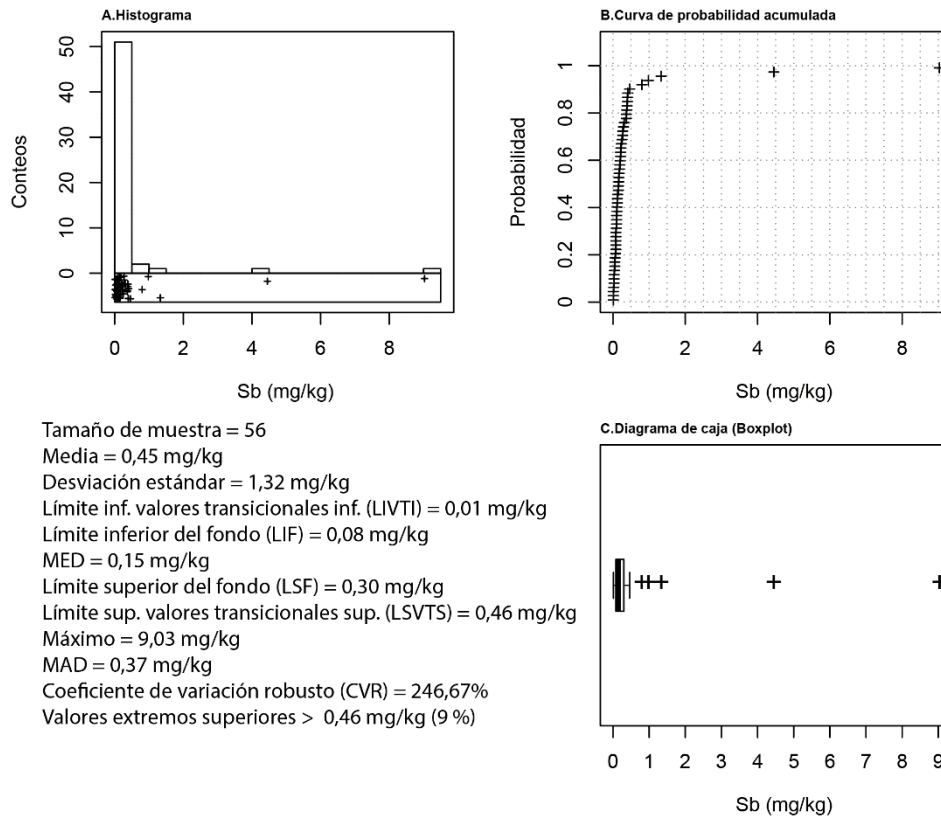 A.Histograma
Conteos
50
40
30
20
10
0
0 2 4 6 8
Sb (mg/kg)
B.Curva de probabilidad acumulada
Probabilidad
1
0.8
0.6
0.4
0.2
0
0 2 4 6 8
Sb (mg/kg)
Tamaño de muestra = 56
Media = 0,45 mg/kg
Desviación estándar = 1,32 mg/kg
Límite inf. valores transicionales inf. (LIVTI) = 0,01 mg/kg
Límite inferior del fondo (LIF) = 0,08 mg/kg
MED = 0,15 mg/kg
Límite superior del fondo (LSF) = 0,30 mg/kg
Límite sup. valores transicionales sup. (LSVTS) = 0,46 mg/kg
Máximo = 9,03 mg/kg
MAD = 0,37 mg/kg
Coeficiente de variación robusto (CVR) = 246,67%
Valores extremos superiores > 0,46 mg/kg (9 %)
C.Diagrama de caja (Boxplot)
0 1 2 3 4 5 6 7 8 9
Sb (mg/kg)